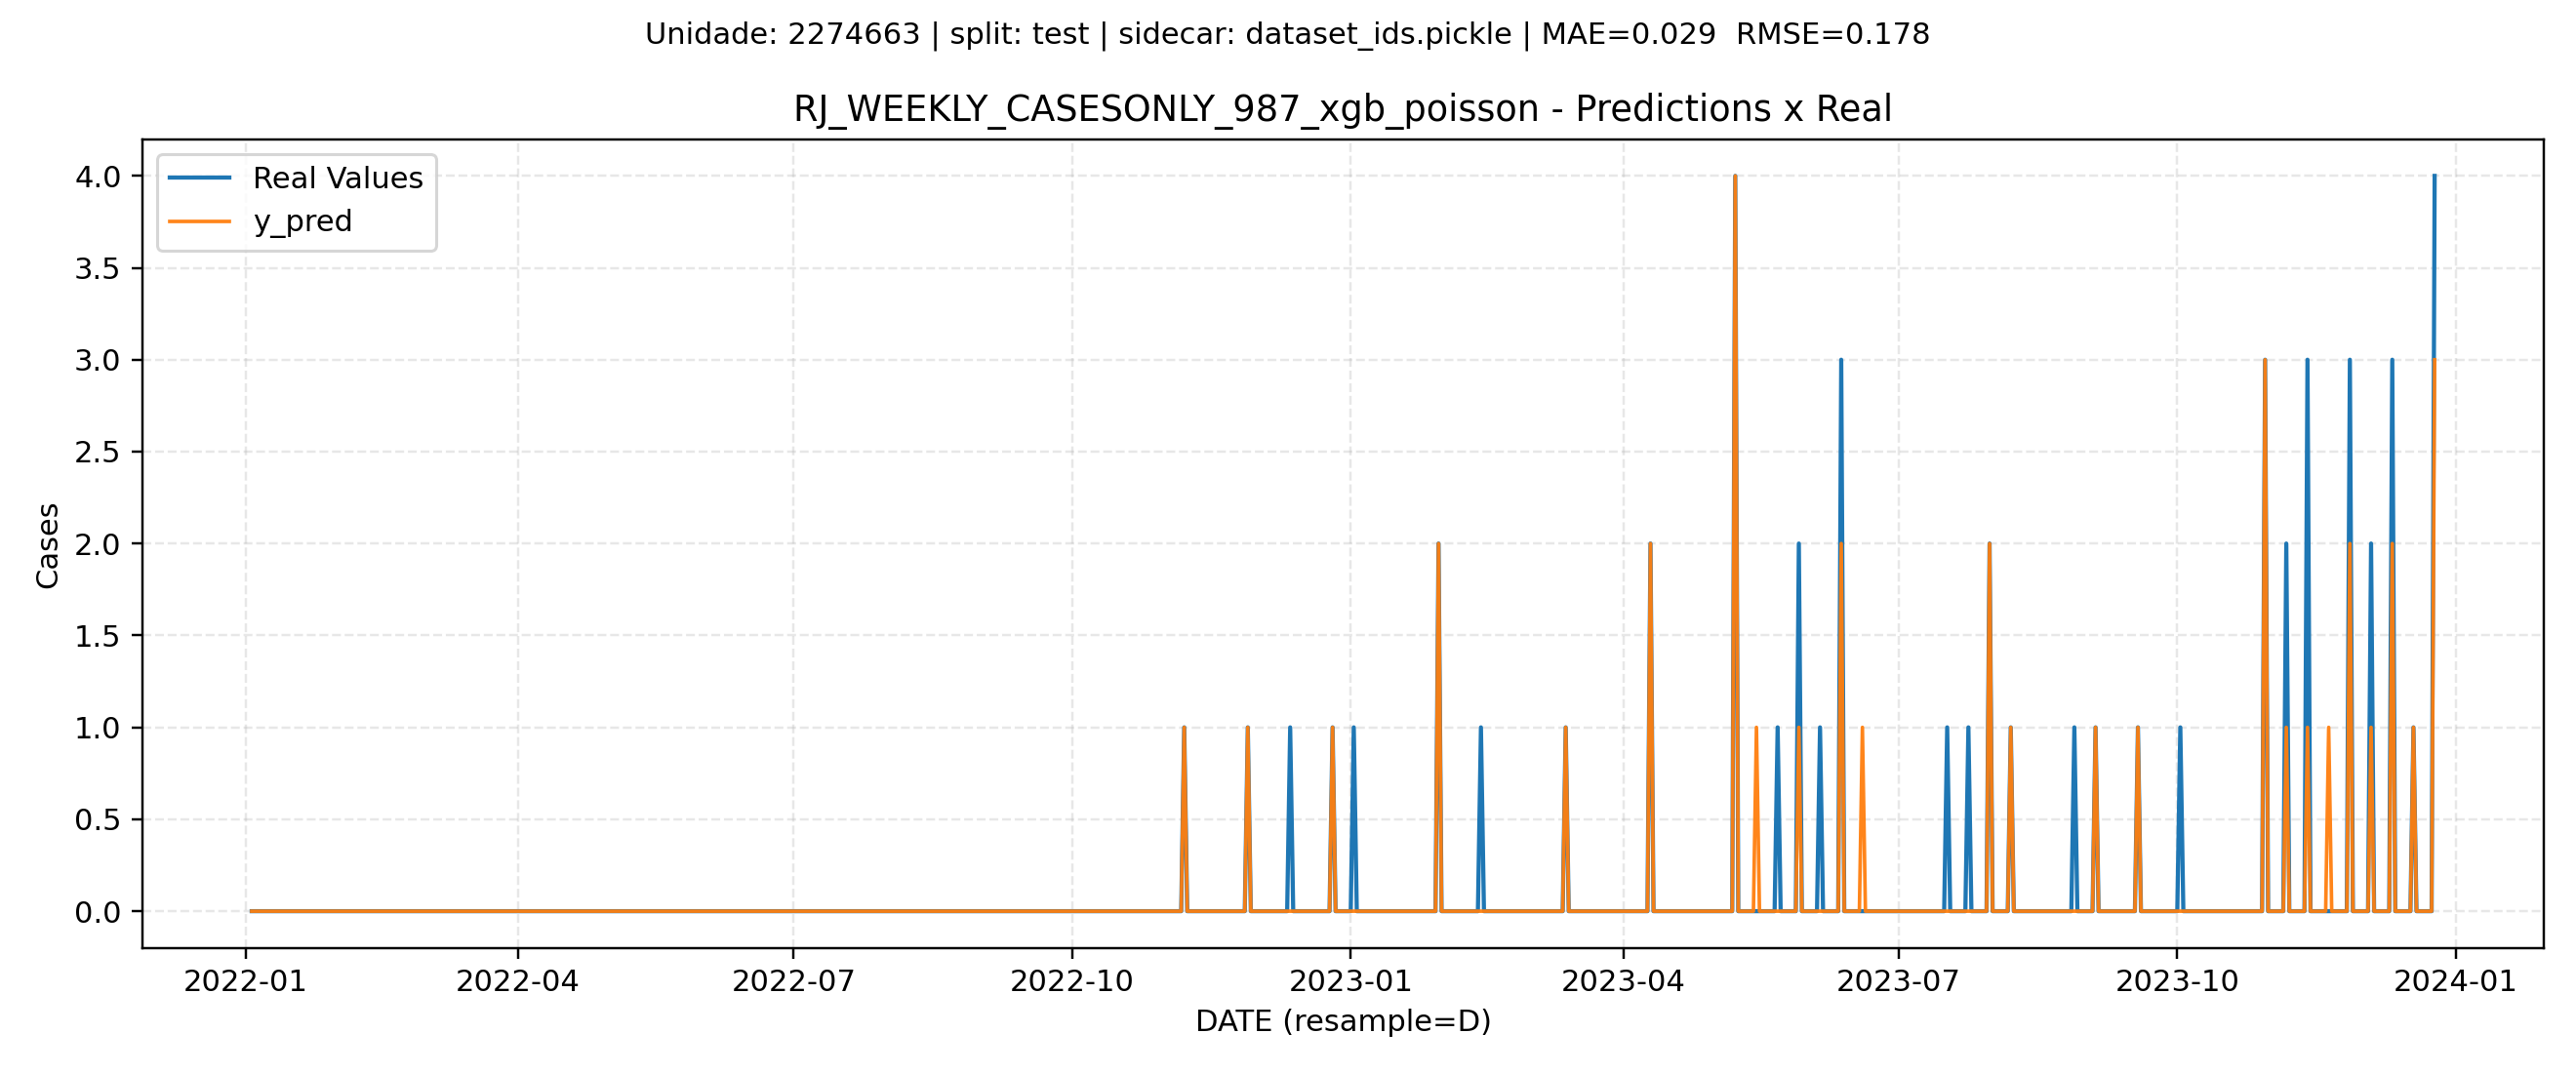 Unidade: 2274663 | split: test | sidecar: dataset_ids.pickle | MAE=0.029  RMSE=0.178
RJ_WEEKLY_CASESONLY_987_xgb_poisson - Predictions x Real
Real Values
y_pred
4.0
3.5
3.0
2.5
2.0
1.5
1.0
0.5
0.0
Cases
2022-01 2022-04 2022-07 2022-10 2023-01 2023-04 2023-07 2023-10 2024-01
DATE (resample=D)